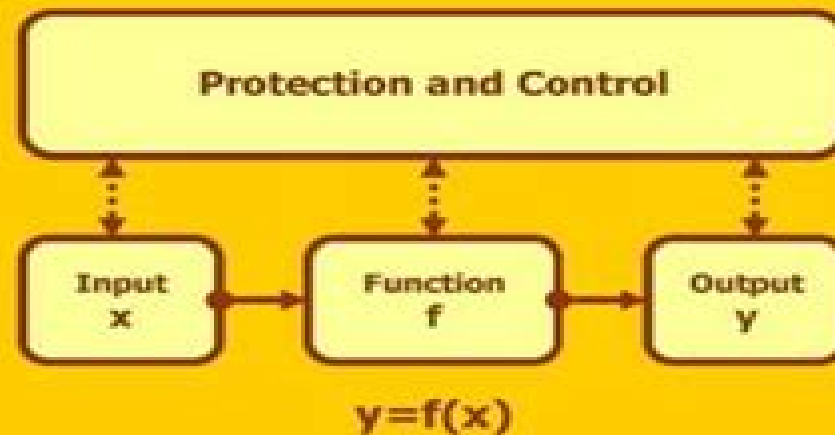 Protection and Control
Input
x
Function
f
Output
y
y=f(x)